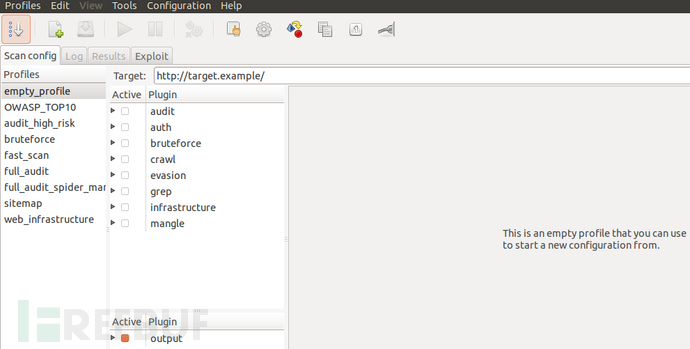 Profiles Edit View Tools Configuration Help
Scan config Log Results Exploit
Profiles
empty_profile
OWASP_TOP10
audit_high_risk
bruteforce
fast_scan
full_audit
full_audit_spider_mar
sitemap
web_infrastructure
Target: http://target.example/
Active Plugin
audit
auth
bruteforce
crawl
evasion
grep
infrastructure
mangle
Active Plugin
output
This is an empty profile that you can use
to start a new configuration from.
REEBUF